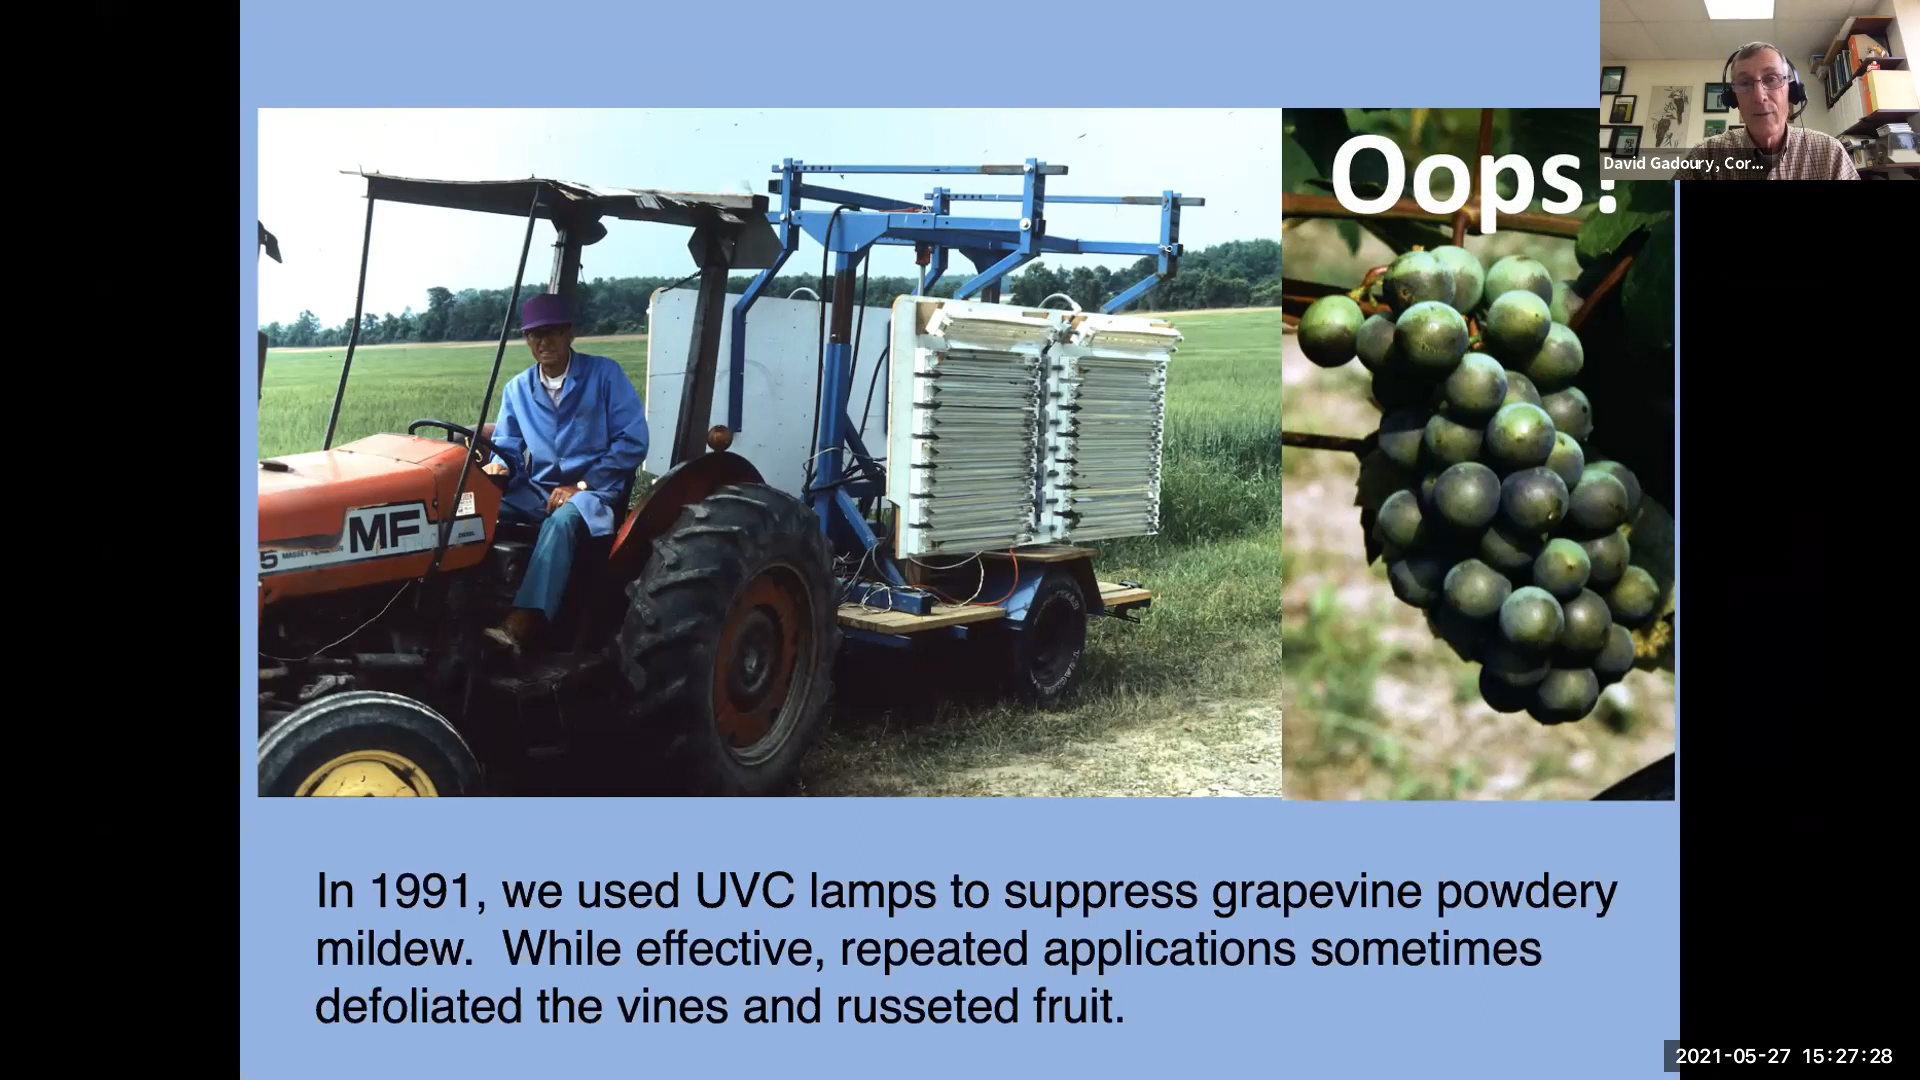 Oops!
David Gadoury, Cor...
MF
5 MASSEY FERGUSON
DIESEL
In 1991, we used UVC lamps to suppress grapevine powdery
mildew.  While effective, repeated applications sometimes
defoliated the vines and russeted fruit.
2021-05-27  15:27:28